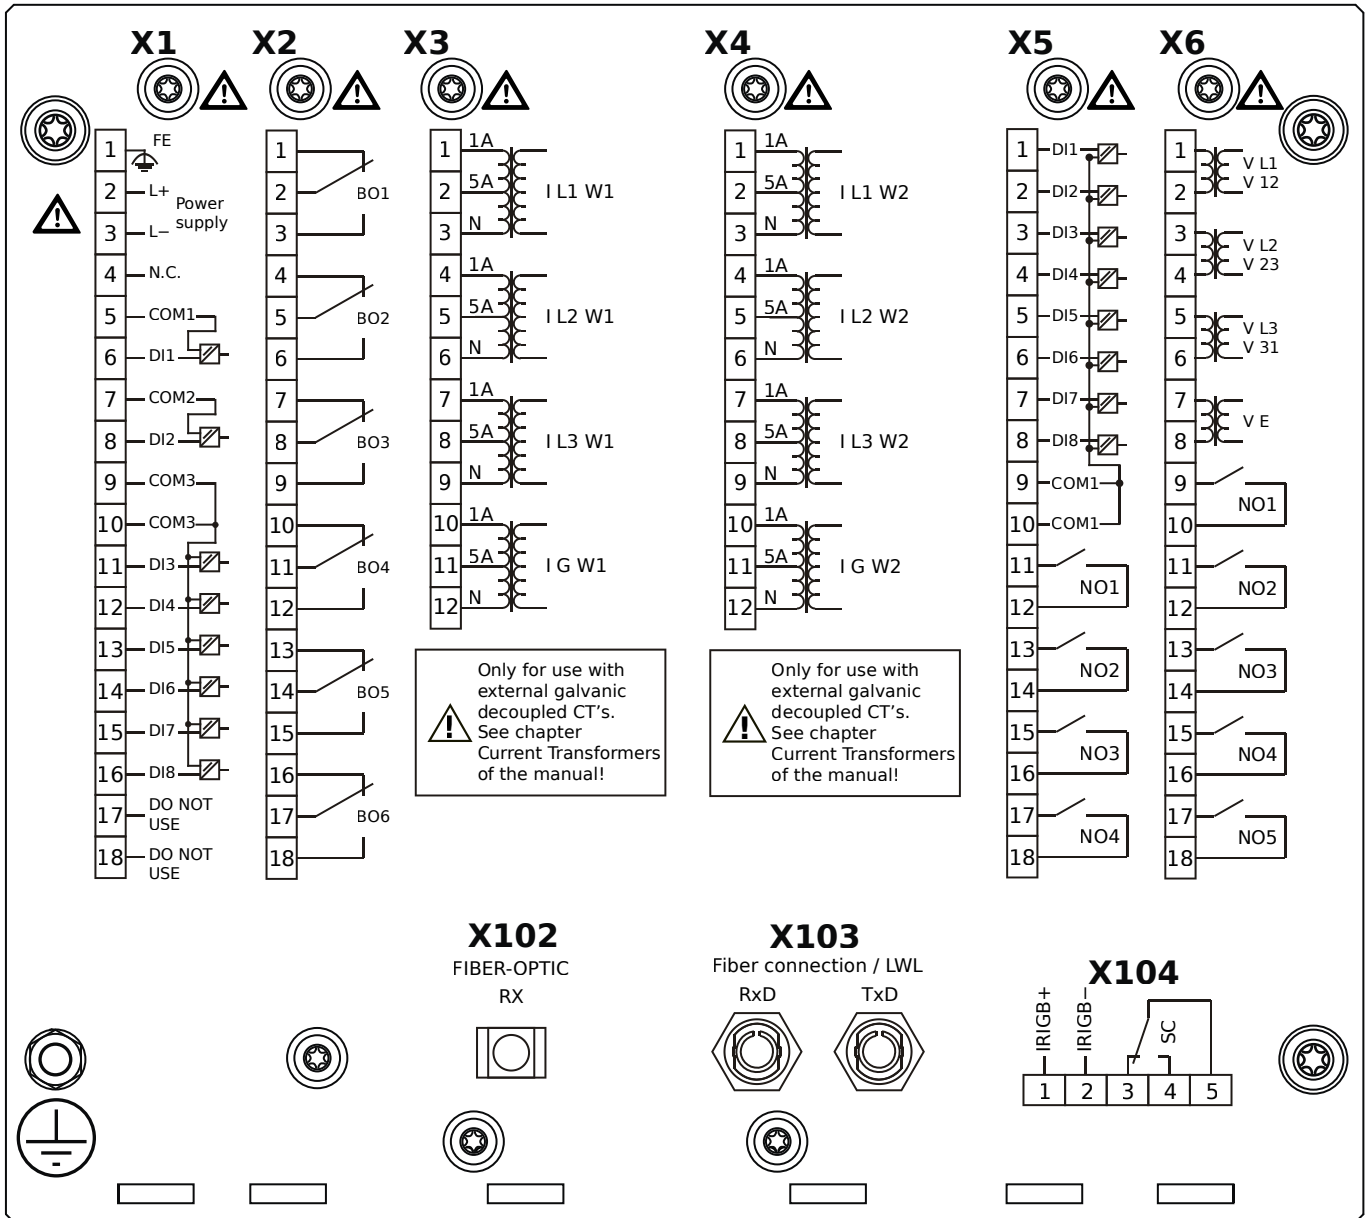 X1 X2 X3 X4 X5 X6
1 FE
2 L+ Power
supply
3 L−
4 N.C.
5 COM1
6 DI1
7 COM2
8 DI2
9 COM3
10 COM3
11 DI3
12 DI4
13 DI5
14 DI6
15 DI7
16 DI8
17 DO NOT
USE
18 DO NOT
USE
1
2 BO1
3
4
5 BO2
6
7
8 BO3
9
10
11 BO4
12
13
14 BO5
15
16
17 BO6
18
1 1A
2 5A I L1 W1
3 N
4 1A
5 5A I L2 W1
6 N
7 1A
8 5A I L3 W1
9 N
10 1A
11 5A I G W1
12 N
Only for use with
external galvanic
decoupled CT's.
See chapter
Current Transformers
of the manual!
1 1A
2 5A I L1 W2
3 N
4 1A
5 5A I L2 W2
6 N
7 1A
8 5A I L3 W2
9 N
10 1A
11 5A I G W2
12 N
Only for use with
external galvanic
decoupled CT's.
See chapter
Current Transformers
of the manual!
1 DI1
2 DI2
3 DI3
4 DI4
5 DI5
6 DI6
7 DI7
8 DI8
9 COM1
10 COM1
11
NO1
12
13
NO2
14
15
NO3
16
17
NO4
18
1 V L1
2 V 12
3 V L2
4 V 23
5 V L3
6 V 31
7
V E
8
9
NO1
10
11
NO2
12
13
NO3
14
15
NO4
16
17
NO5
18
X102
FIBER-OPTIC
RX
X103
Fiber connection / LWL
RxD TxD
X104
IRIGB+
IRIGB−
SC
1 2 3 4 5